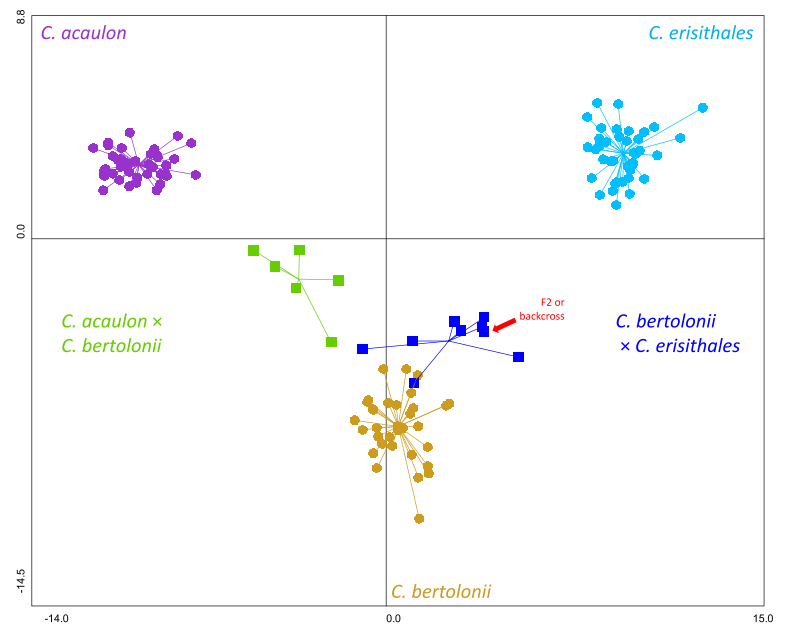 8.8
C. acaulon
C. erisithales
0.0
C. acaulon ×
C. bertolonii
F2 or
backcross
C. bertolonii
× C. erisithales
-14.5
C. bertolonii
-14.0
0.0
15.0